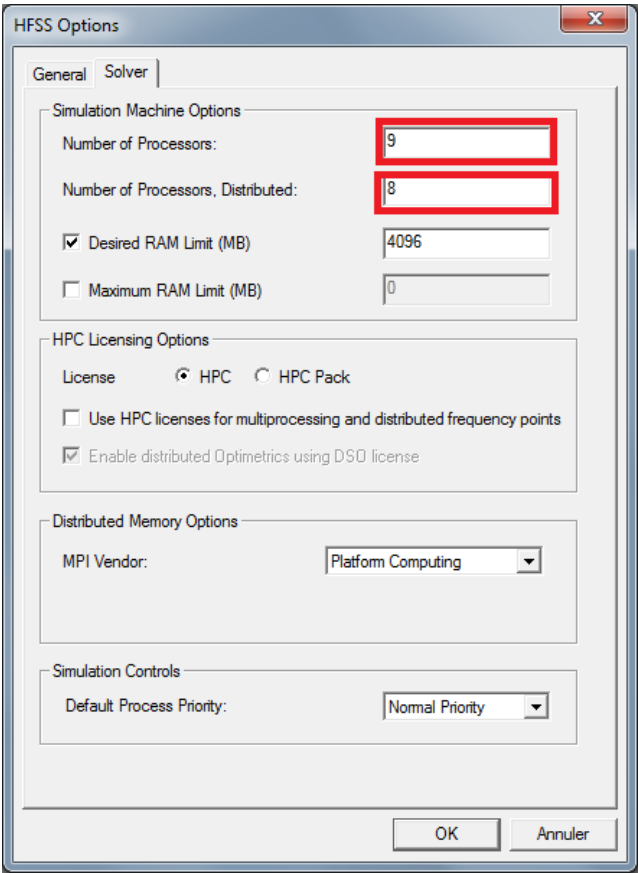 HFSS Options
General Solver
Simulation Machine Options
Number of Processors: 9
Number of Processors, Distributed: 8
Desired RAM Limit (MB) 4096
Maximum RAM Limit (MB) 0
HPC Licensing Options
License HPC HPC Pack
Use HPC licenses for multiprocessing and distributed frequency points
Enable distributed Optimetrics using DSO license
Distributed Memory Options
MPI Vendor: Platform Computing
Simulation Controls
Default Process Priority: Normal Priority
OK Annuler